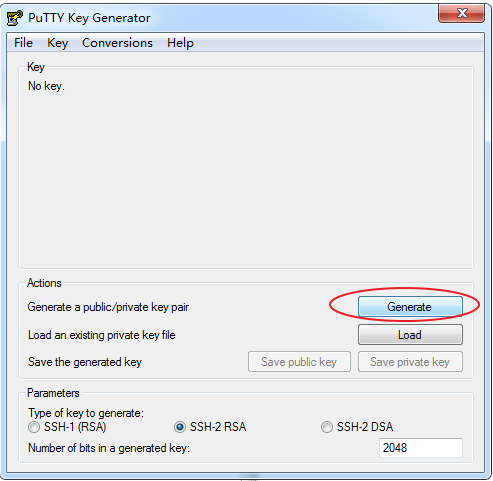 PuTTY Key Generator
File Key Conversions Help
Key
No key.
Actions
Generate a public/private key pair
Generate
Load an existing private key file
Load
Save the generated key
Save public key
Save private key
Parameters
Type of key to generate:
SSH-1 (RSA)
SSH-2 RSA
SSH-2 DSA
Number of bits in a generated key:
2048